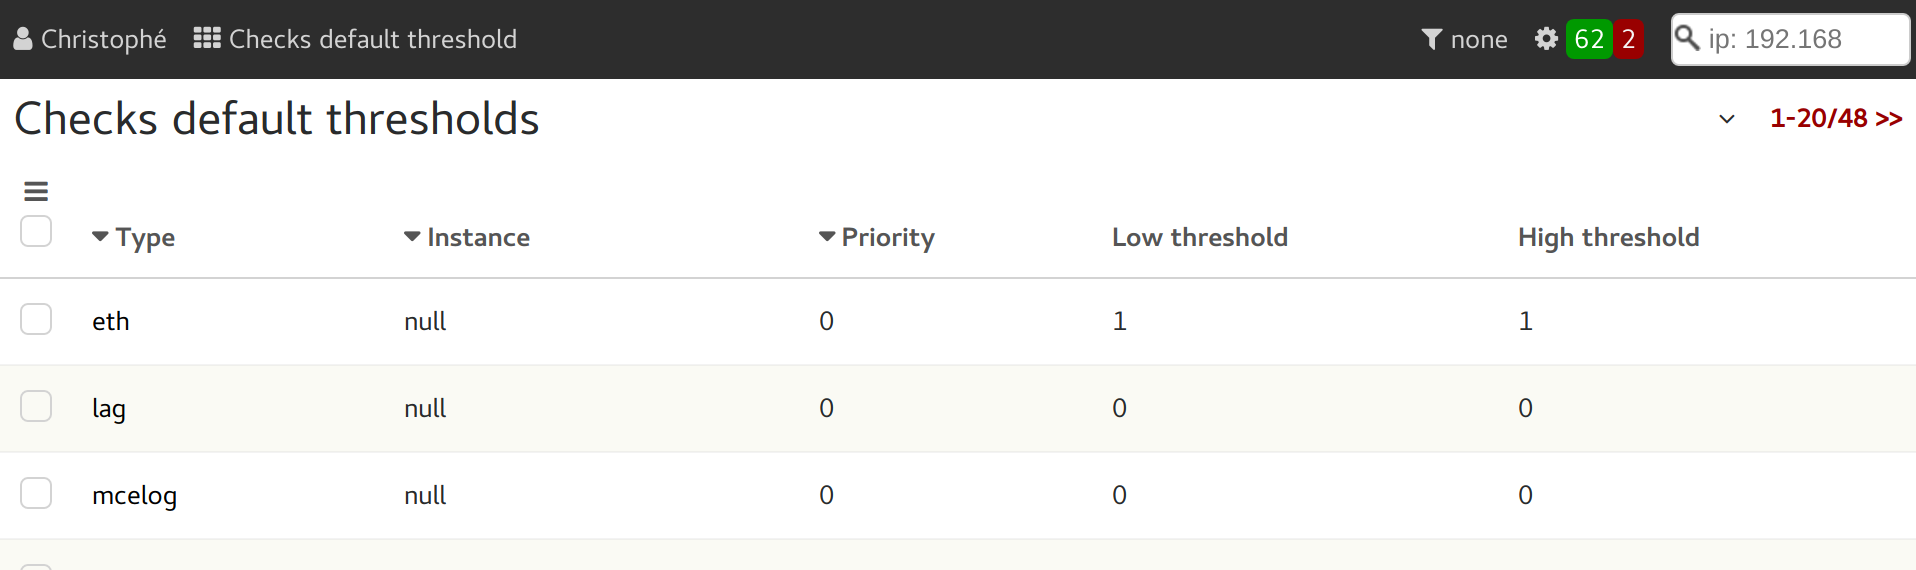 Christophé Checks default threshold none 62 2 ip: 192.168
Checks default thresholds 1-20/48 >>
Type Instance Priority Low threshold High threshold
eth null 0 1 1
lag null 0 0 0
mcelog null 0 0 0